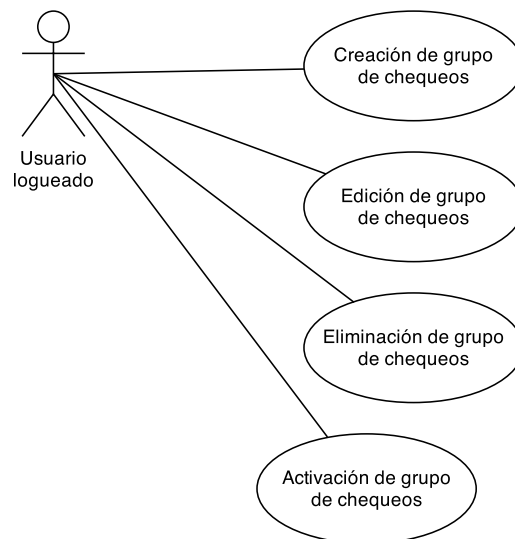 Creación de grupo
de chequeos
Usuario
logueado
Edición de grupo
de chequeos
Eliminación de grupo
de chequeos
Activación de grupo
de chequeos